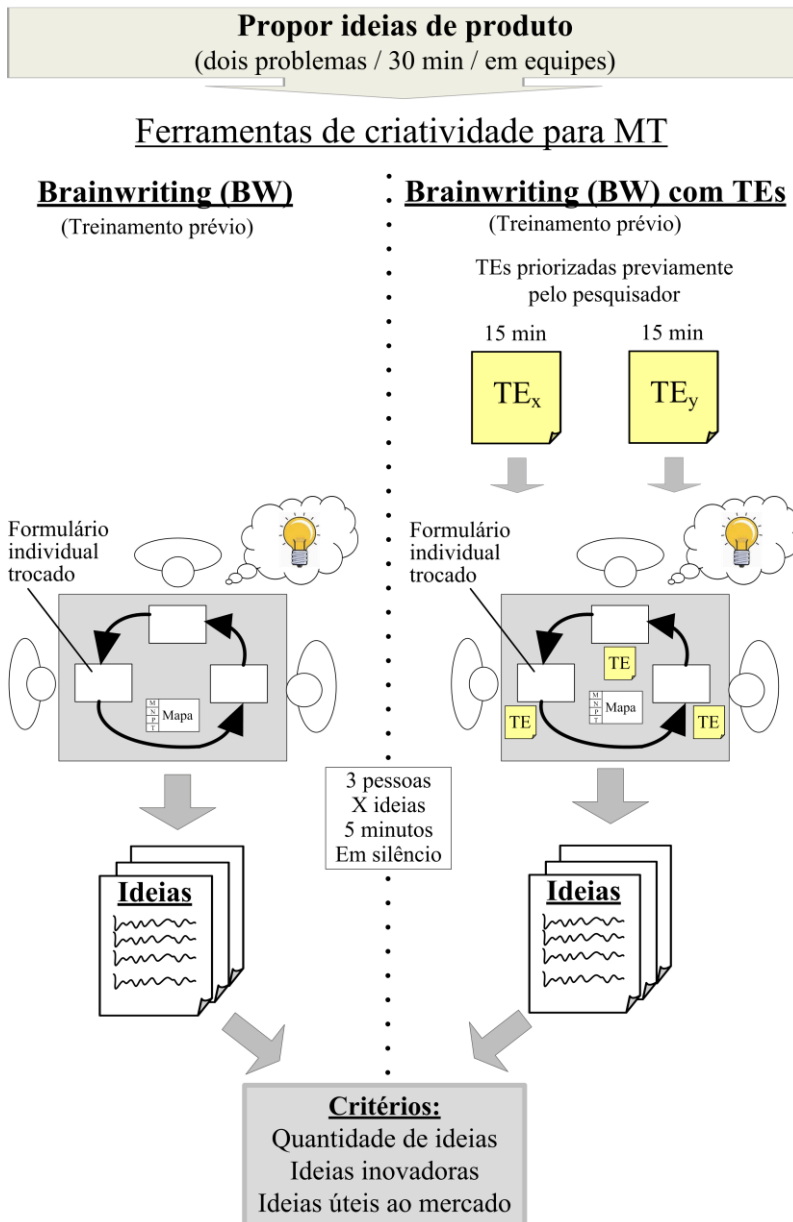 Propor ideias de produto
(dois problemas / 30 min / em equipes)
Ferramentas de criatividade para MT
Brainwriting (BW)
(Treinamento prévio)
Brainwriting (BW) com TEs
(Treinamento prévio)
TEs priorizadas previamente
pelo pesquisador
15 min
15 min
TEx
TEy
Formulário
individual
trocado
M
N
P
T
Mapa
Formulário
individual
trocado
TE
M
N
P
T
Mapa
TE
TE
3 pessoas
X ideias
5 minutos
Em silêncio
Ideias
Ideias
Critérios:
Quantidade de ideias
Ideias inovadoras
Ideias úteis ao mercado